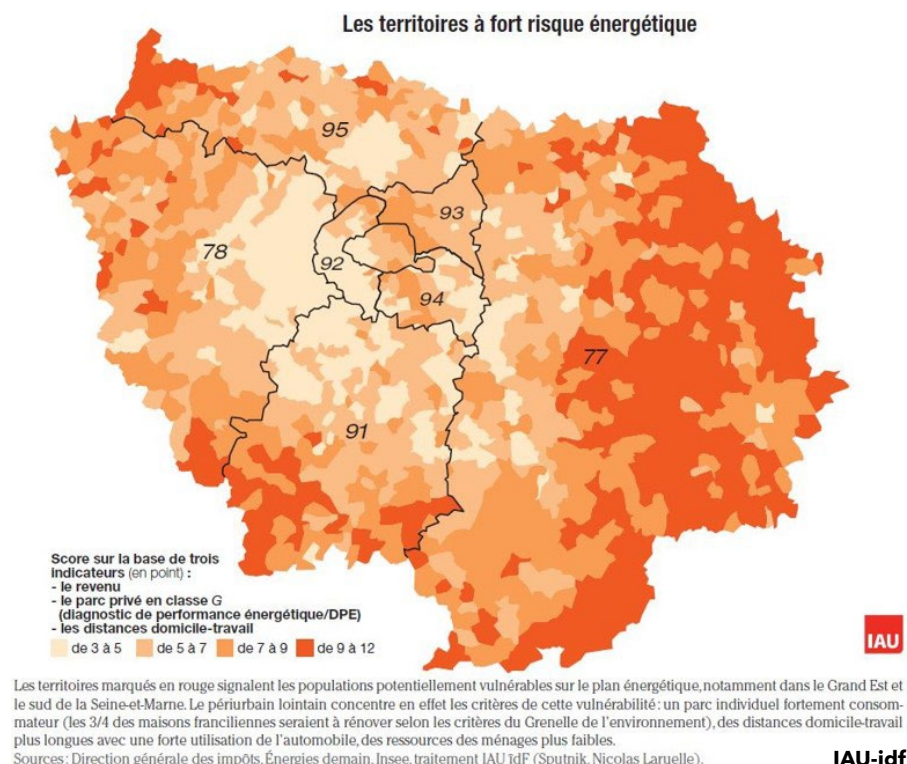 Les territoires à fort risque énergétique
95
93
78
92
94
77
91
Score sur la base de trois
indicateurs (en point) :
- le revenu
- le parc privé en classe G
(diagnostic de performance énergétique/DPE)
- les distances domicile-travail
de 3 à 5 de 5 à 7 de 7 à 9 de 9 à 12
IAU
Les territoires marqués en rouge signalent les populations potentiellement vulnérables sur le plan énergétique, notamment dans le Grand Est et
le sud de la Seine-et-Marne. Le périurbain lointain concentre en effet les critères de cette vulnérabilité : un parc individuel fortement consom-
mateur (les 3/4 des maisons franciliennes seraient à rénover selon les critères du Grenelle de l'environnement), des distances domicile-travail
plus longues avec une forte utilisation de l'automobile, des ressources des ménages plus faibles.
Sources : Direction générale des impôts, Énergies demain, Insee, traitement IAU îdF (Sputnik, Nicolas Laruelle).
IAU-idf